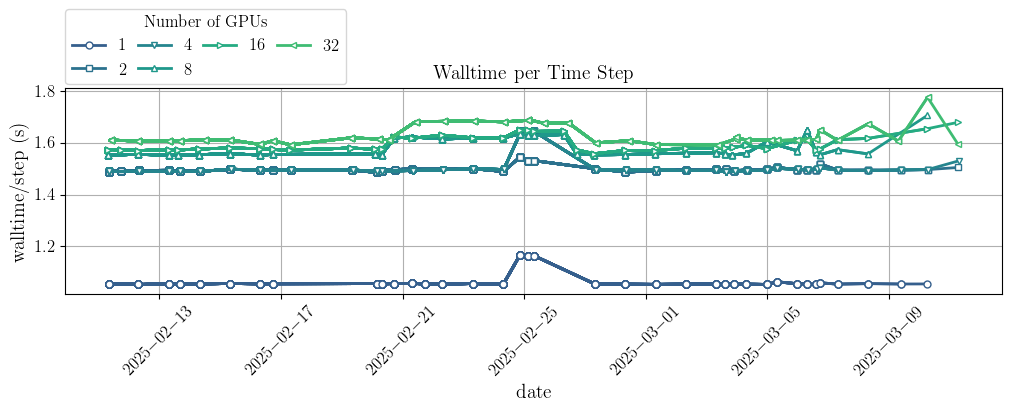 Number of GPUs
1 4 16 32
2 8
Walltime per Time Step
walltime/step (s)
1.8
1.6
1.4
1.2
2025−02−13
2025−02−17
2025−02−21
2025−02−25
2025−03−01
2025−03−05
2025−03−09
date